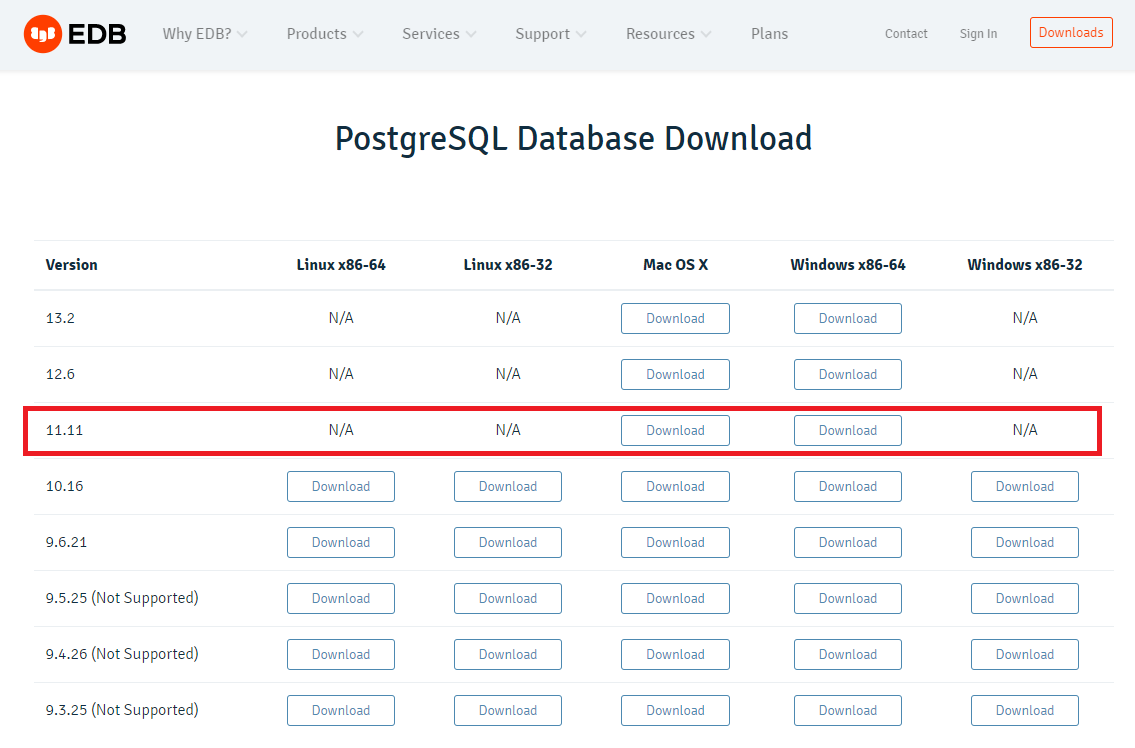 EDB Why EDB? Products Services Support Resources Plans Contact Sign In Downloads
PostgreSQL Database Download
Version Linux x86-64 Linux x86-32 Mac OS X Windows x86-64 Windows x86-32
13.2 N/A N/A Download Download N/A
12.6 N/A N/A Download Download N/A
11.11 N/A N/A Download Download N/A
10.16 Download Download Download Download Download
9.6.21 Download Download Download Download Download
9.5.25 (Not Supported) Download Download Download Download Download
9.4.26 (Not Supported) Download Download Download Download Download
9.3.25 (Not Supported) Download Download Download Download Download